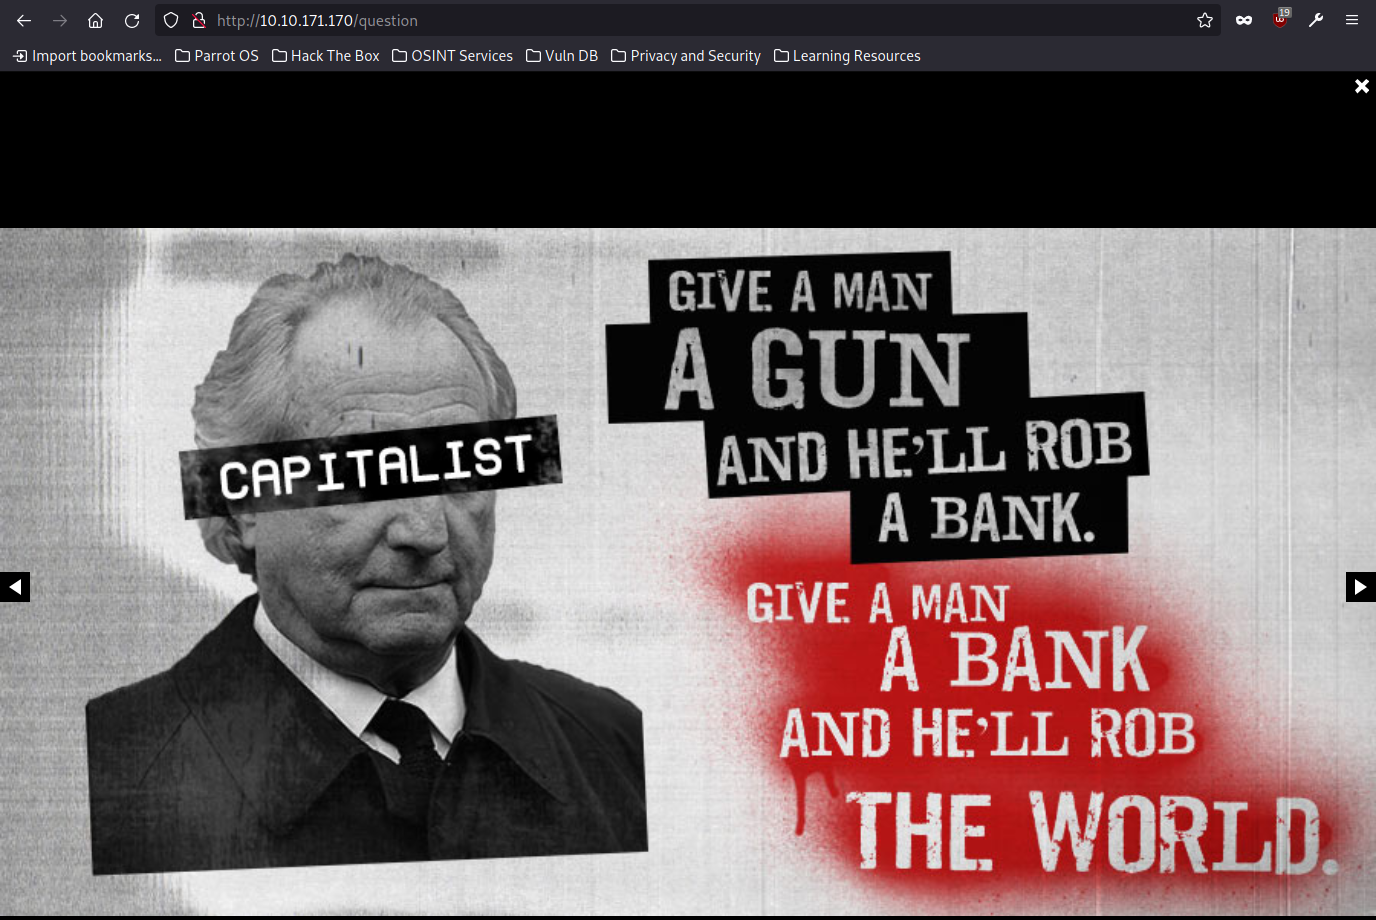 http://10.10.171.170/question
19
Import bookmarks...
Parrot OS
Hack The Box
OSINT Services
Vuln DB
Privacy and Security
Learning Resources
CAPITALIST
GIVE A MAN
A GUN
AND HE'LL ROB
A BANK.
GIVE A MAN
A BANK
AND HE'LL ROB
THE WORLD.